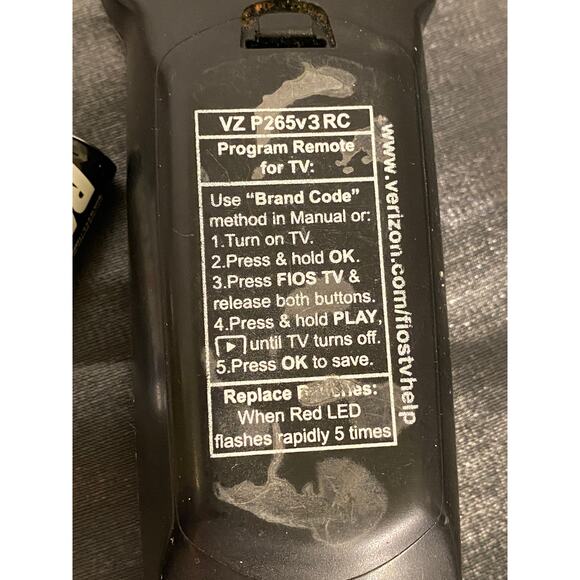 VZ P265v3 RC
Program Remote
for TV:
Use "Brand Code"
method in Manual or:
1.Turn on TV.
2.Press & hold OK.
3.Press FIOS TV &
release both buttons.
4.Press & hold PLAY,
until TV turns off.
5.Press OK to save.
Replace Batteries:
When Red LED
flashes rapidly 5 times
www.verizon.com/fiostvhelp